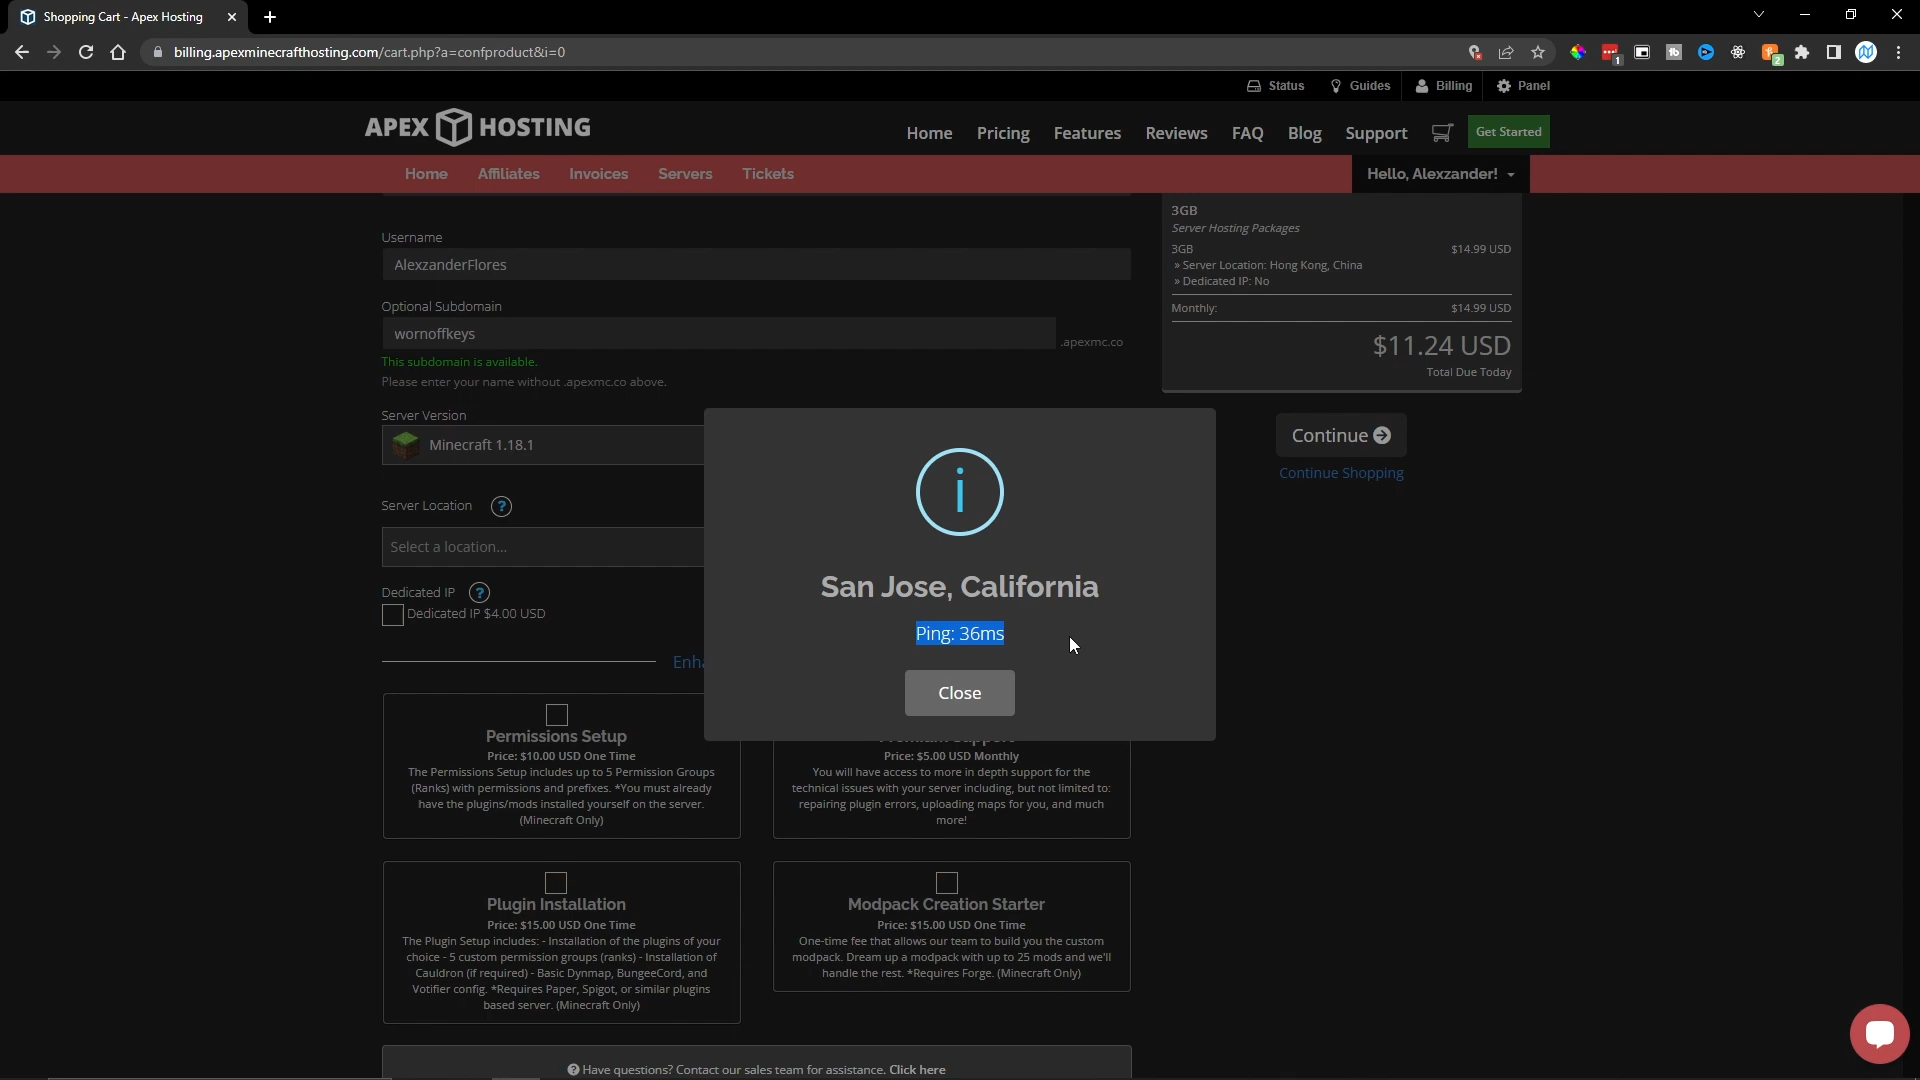 Shopping Cart - Apex Hosting
billing.apexminecrafthosting.com/cart.php?a=confproduct&i=0
1
2
Status Guides Billing Panel
APEX HOSTING
Home Pricing Features Reviews FAQ Blog Support Get Started
Home Affiliates Invoices Servers Tickets Hello, Alexzander!
Username
AlexzanderFlores
Optional Subdomain
wornoffkeys
.apexmc.co
This subdomain is available.
Please enter your name without .apexmc.co above.
Server Version
Minecraft 1.18.1
Server Location ?
Select a location...
Dedicated IP ?
Dedicated IP $4.00 USD
Enha
3GB
Server Hosting Packages
3GB $14.99 USD
» Server Location: Hong Kong, China
» Dedicated IP: No
Monthly: $14.99 USD
$11.24 USD
Total Due Today
Continue
Continue Shopping
i
San Jose, California
Ping: 36ms
Close
Permissions Setup
Price: $10.00 USD One Time
The Permissions Setup includes up to 5 Permission Groups
(Ranks) with permissions and prefixes. *You must already
have the plugins/mods installed yourself on the server.
(Minecraft Only)
Price: $5.00 USD Monthly
You will have access to more in depth support for the
technical issues with your server including, but not limited to:
repairing plugin errors, uploading maps for you, and much
more!
Plugin Installation
Price: $15.00 USD One Time
The Plugin Setup includes: - Installation of the plugins of your
choice - 5 custom permission groups (ranks) - Installation of
Cauldron (if required) - Basic Dynmap, BungeeCord, and
Votifier config. *Requires Paper, Spigot, or similar plugins
based server. (Minecraft Only)
Modpack Creation Starter
Price: $15.00 USD One Time
One-time fee that allows our team to build you the custom
modpack. Dream up a modpack with up to 25 mods and we'll
handle the rest. *Requires Forge. (Minecraft Only)
? Have questions? Contact our sales team for assistance. Click here